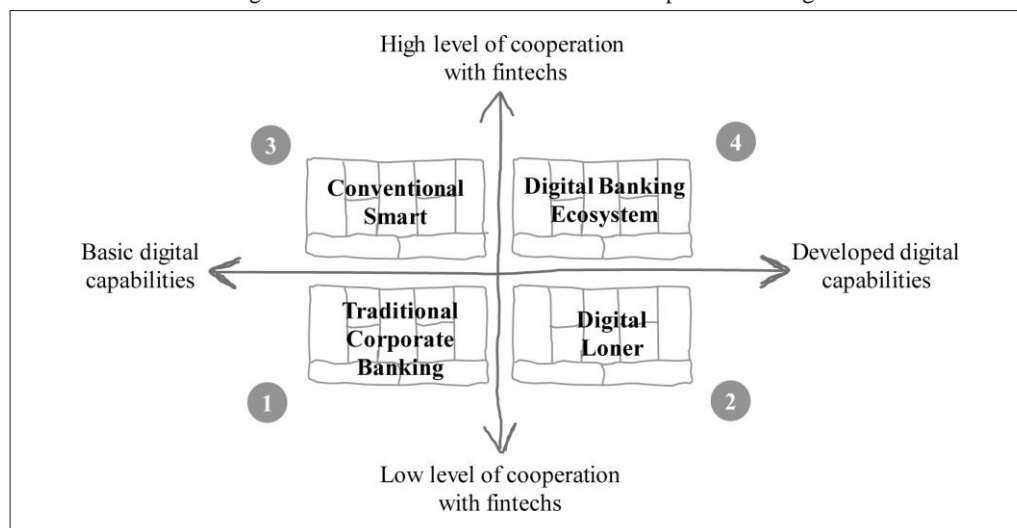 High level of cooperation
with fintechs
3
4
Conventional
Smart
Digital Banking
Ecosystem
Basic digital
capabilities
Developed digital
capabilities
Traditional
Corporate
Banking
Digital
Loner
1
2
Low level of cooperation
with fintechs